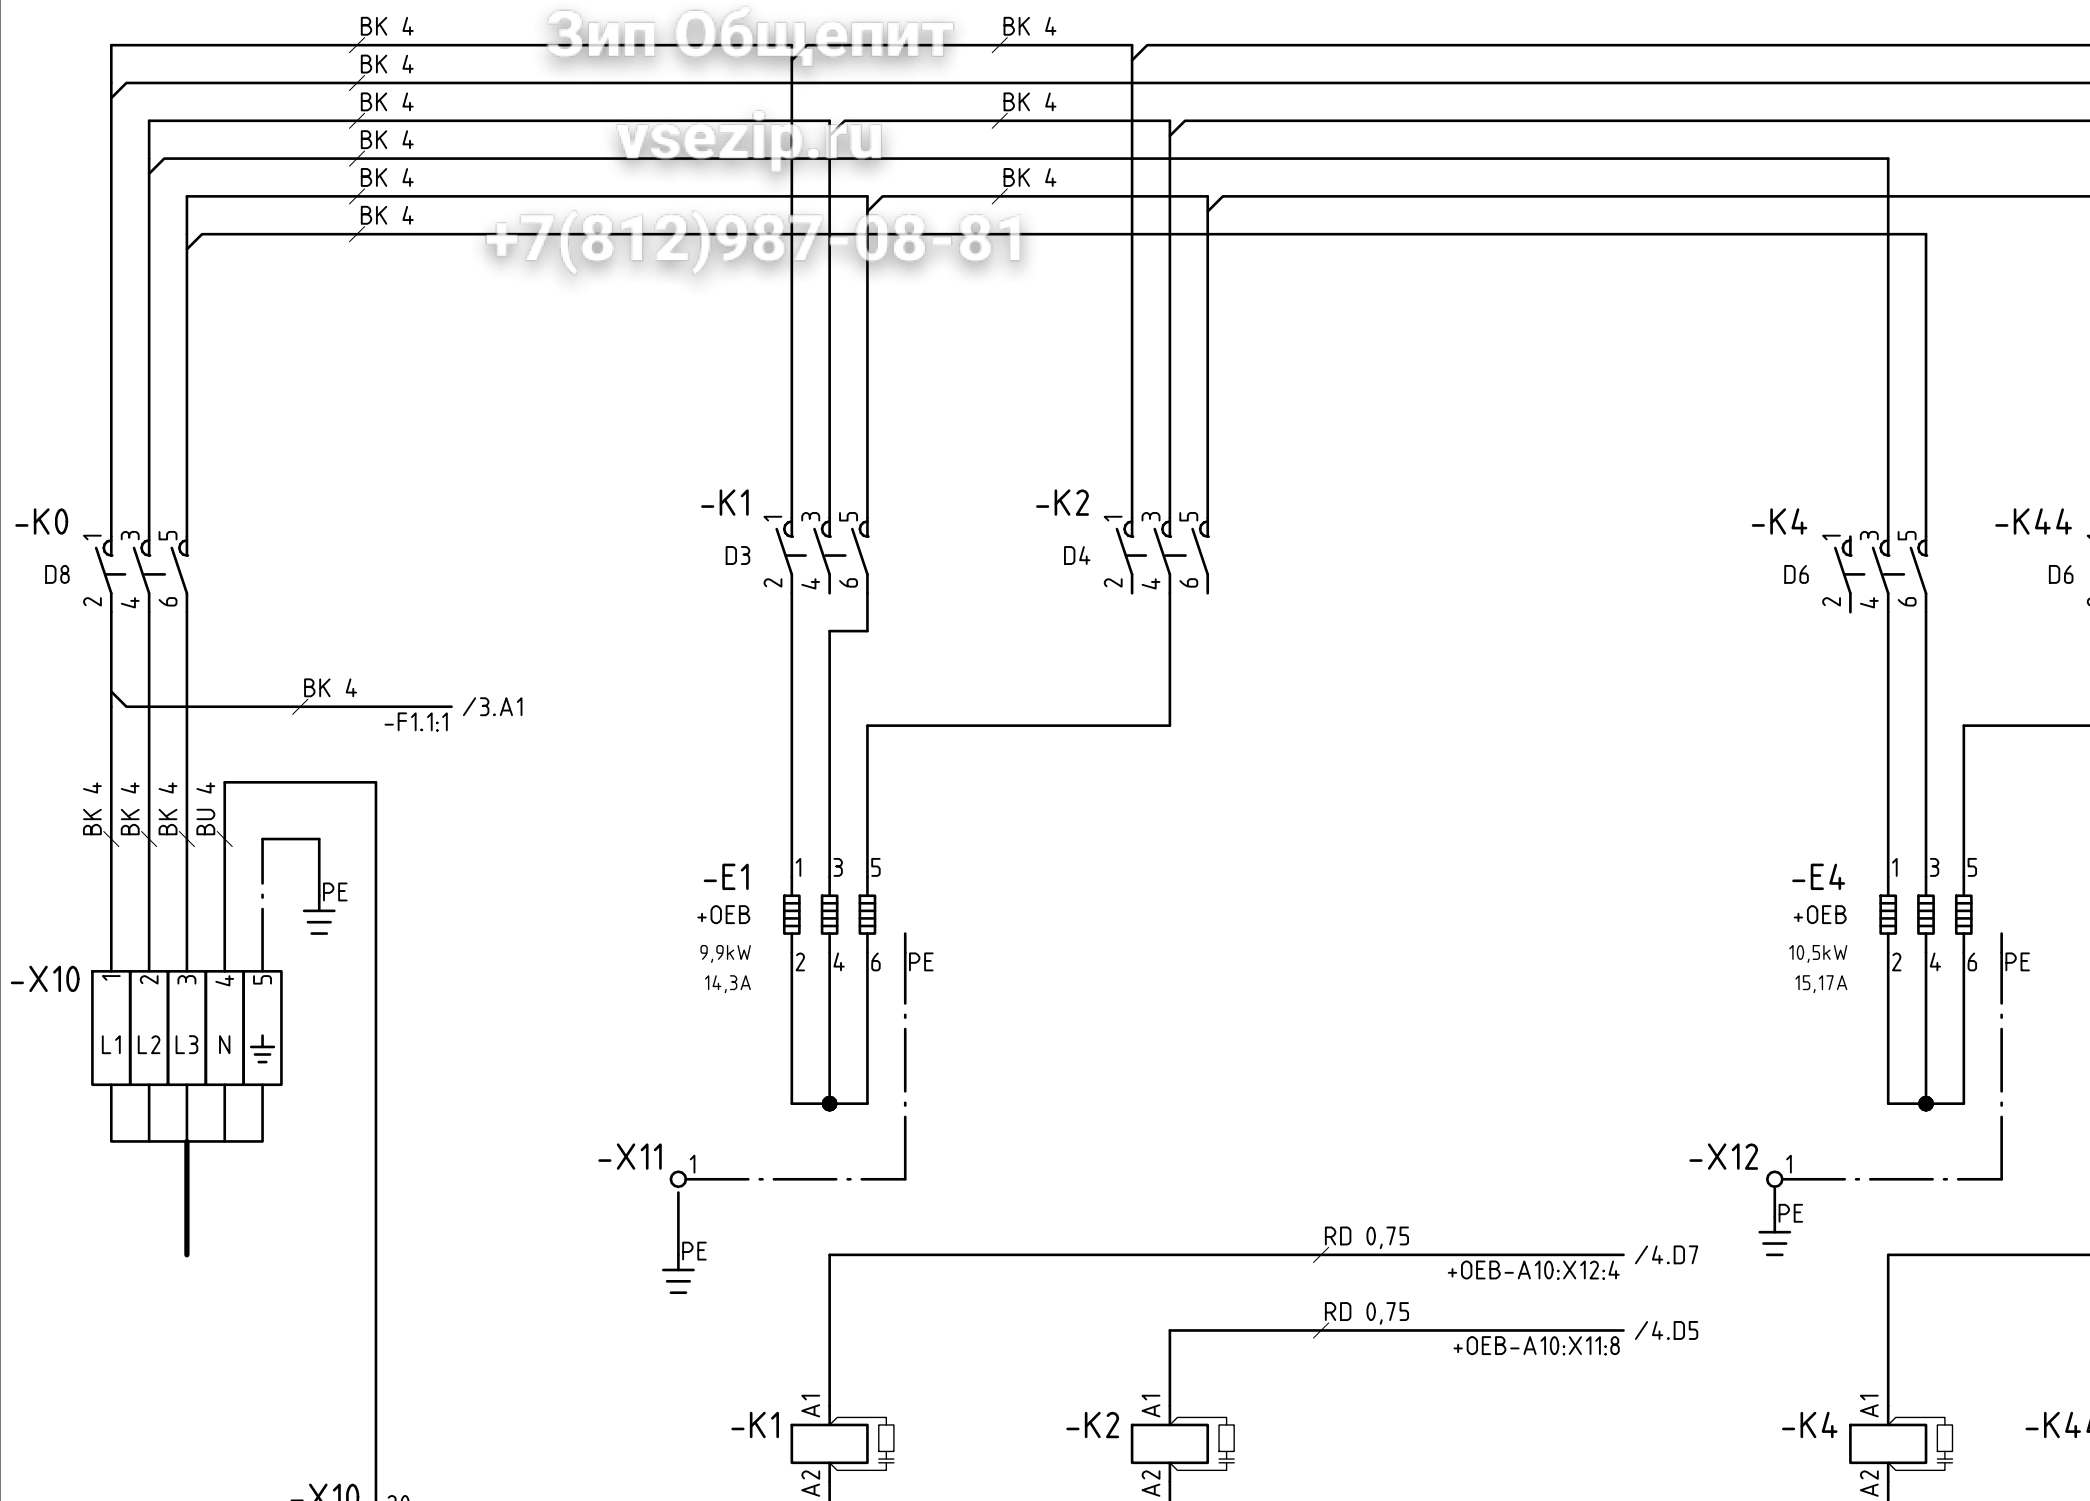 BK 4
Зип Общепит
BK 4
BK 4
BK 4
BK 4
BK 4
vsezip.ru
BK 4
BK 4
BK 4
+7(812)987-08-81
-K0
D8
1 3 5
2 4 6
-K1
D3
1 3 5
2 4 6
-K2
D4
1 3 5
2 4 6
-K4
D6
1 3 5
2 4 6
-K44
D6
BK 4
-F1.1:1
/3.A1
BK 4
BK 4
BK 4
BU 4
PE
-X10
1 2 3 4 5
L1 L2 L3 N
-E1
+OEB
9,9kW
14,3A
1 3 5
2 4 6
PE
-E4
+OEB
10,5kW
15,17A
1 3 5
2 4 6
PE
-X11
1
PE
-X12
1
PE
RD 0,75
+OEB-A10:X12:4
/4.D7
RD 0,75
+OEB-A10:X11:8
/4.D5
-K1
A1
A2
-K2
A1
A2
-K4
A1
A2
-K44
-X10